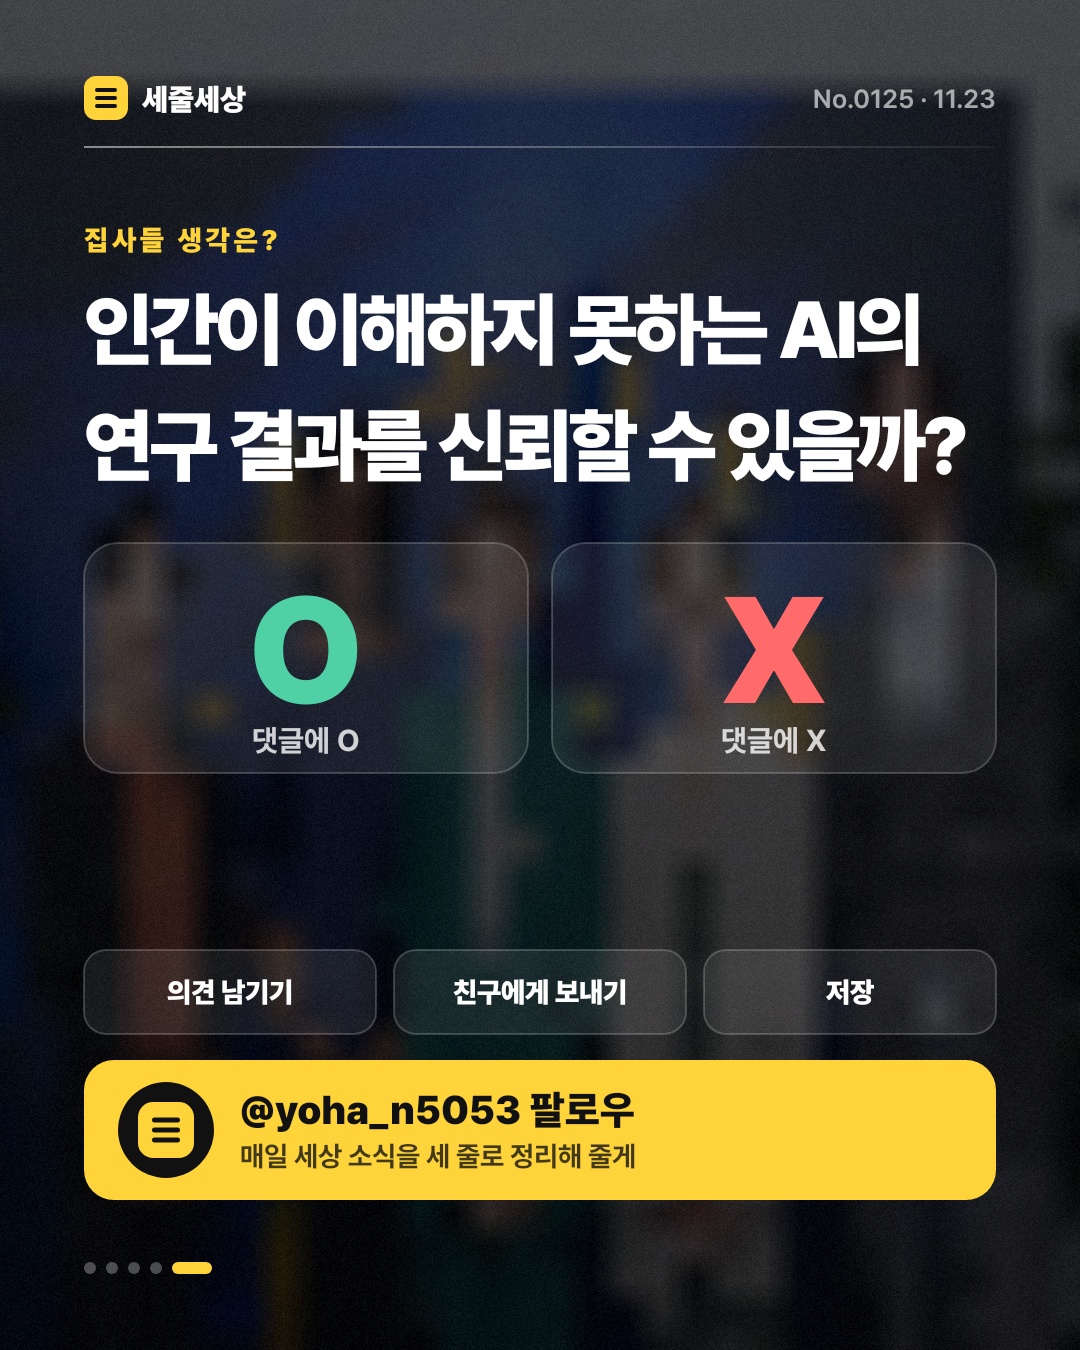 세줄세상
No.0125 · 11.23
집사들 생각은?
인간이 이해하지 못하는 AI의
연구 결과를 신뢰할 수 있을까?
O
댓글에 O
X
댓글에 X
의견 남기기
친구에게 보내기
저장
@yoha_n5053 팔로우
매일 세상 소식을 세 줄로 정리해 줄게